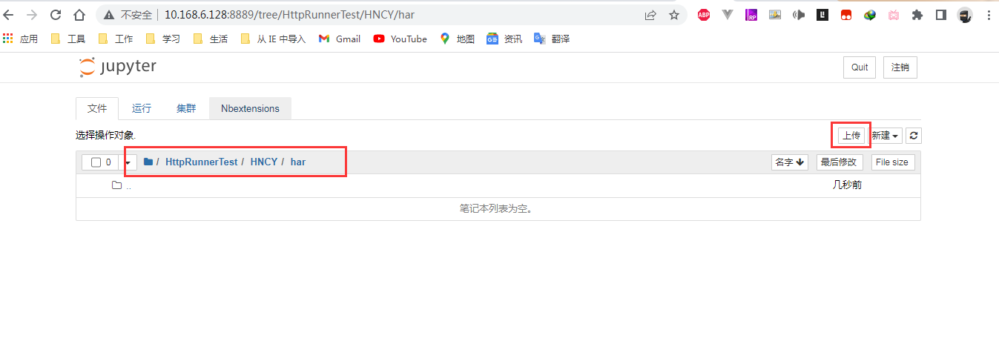 不安全 10.168.6.128:8889/tree/HttpRunnerTest/HNCY/har
应用 工具 工作 学习 生活 从 IE 中导入 Gmail YouTube 地图 资讯 翻译
jupyter Quit 注销
文件 运行 集群 Nbextensions
选择操作对象. 上传 新建
0 / HttpRunnerTest / HNCY / har 名字 最后修改 File size
.. 几秒前
笔记本列表为空。